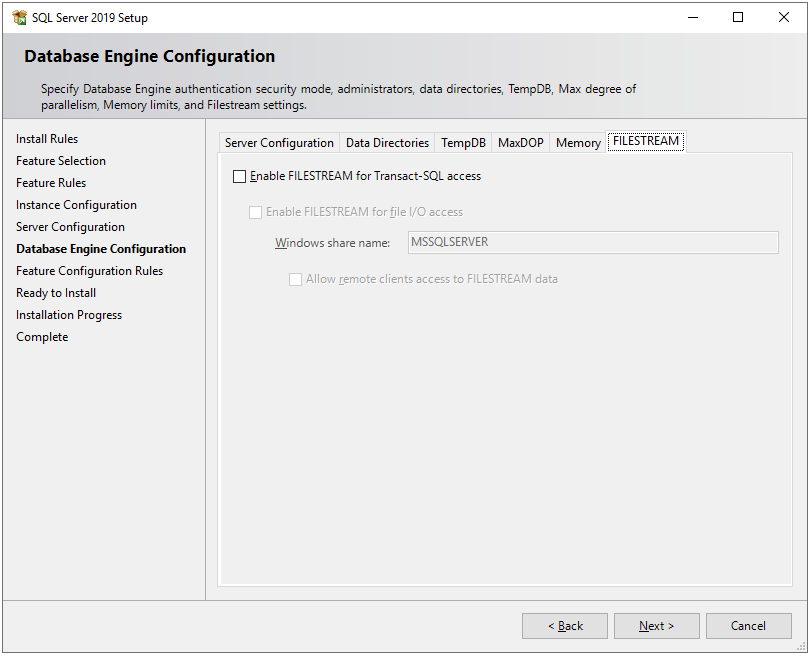 SQL Server 2019 Setup
Database Engine Configuration
Specify Database Engine authentication security mode, administrators, data directories, TempDB, Max degree of
parallelism, Memory limits, and Filestream settings.
Install Rules
Feature Selection
Feature Rules
Instance Configuration
Server Configuration
Database Engine Configuration
Feature Configuration Rules
Ready to Install
Installation Progress
Complete
Server Configuration Data Directories TempDB MaxDOP Memory FILESTREAM
Enable FILESTREAM for Transact-SQL access
Enable FILESTREAM for file I/O access
Windows share name: MSSQLSERVER
Allow remote clients access to FILESTREAM data
< Back Next > Cancel